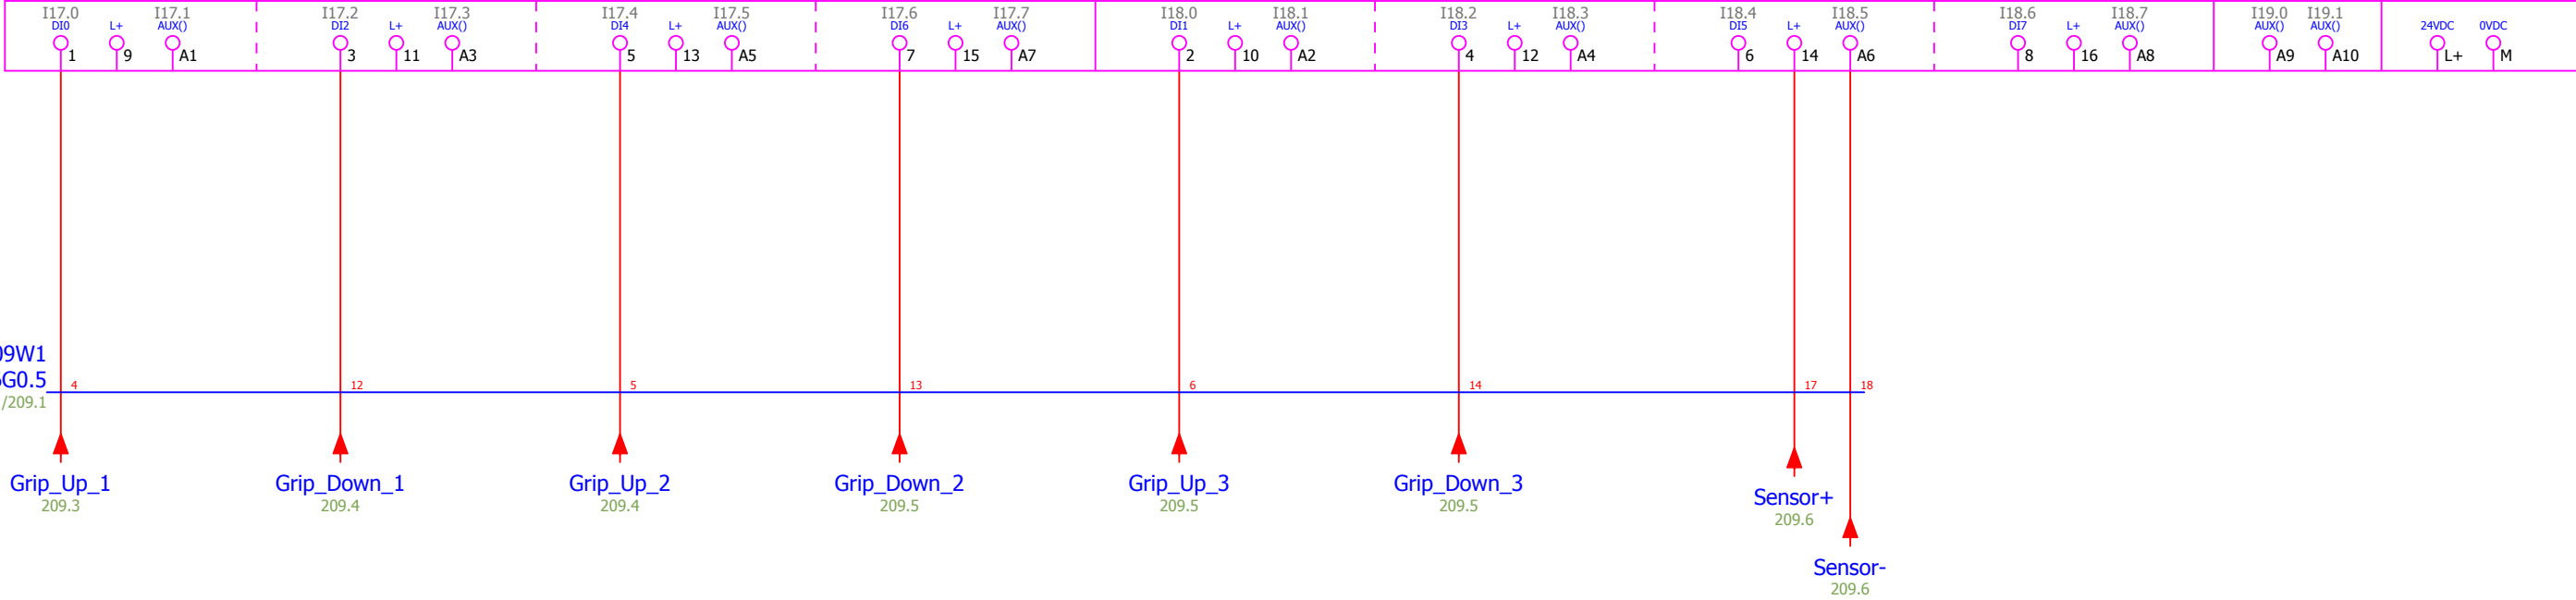 I17.0 I17.1 I17.2 I17.3 I17.4 I17.5 I17.6 I17.7 I18.0 I18.1 I18.2 I18.3 I18.4 I18.5 I18.6 I18.7 I19.0 I19.1
DI0 L+ AUX() DI2 L+ AUX() DI4 L+ AUX() DI6 L+ AUX() DI1 L+ AUX() DI3 L+ AUX() DI5 L+ AUX() DI7 L+ AUX() AUX() AUX() 24VDC 0VDC
1 9 A1 3 11 A3 5 13 A5 7 15 A7 2 10 A2 4 12 A4 6 14 A6 8 16 A8 A9 A10 L+ M
09W1
G0.5
4 12 5 13 6 14 17 18
/209.1
Grip_Up_1 Grip_Down_1 Grip_Up_2 Grip_Down_2 Grip_Up_3 Grip_Down_3
209.3 209.4 209.4 209.5 209.5 209.5
Sensor+
209.6
Sensor-
209.6